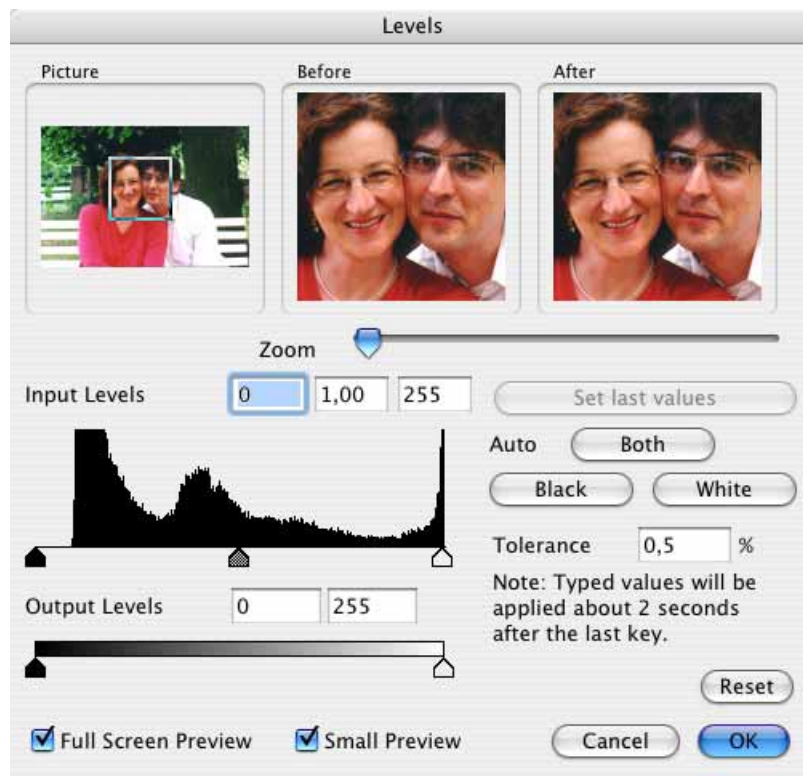 Levels
Picture
Before
After
Zoom
Input Levels
0
1,00
255
Set last values
Auto
Both
Black
White
Tolerance
0,5
%
Note: Typed values will be
applied about 2 seconds
after the last key.
Output Levels
0
255
Reset
Full Screen Preview
Small Preview
Cancel
OK